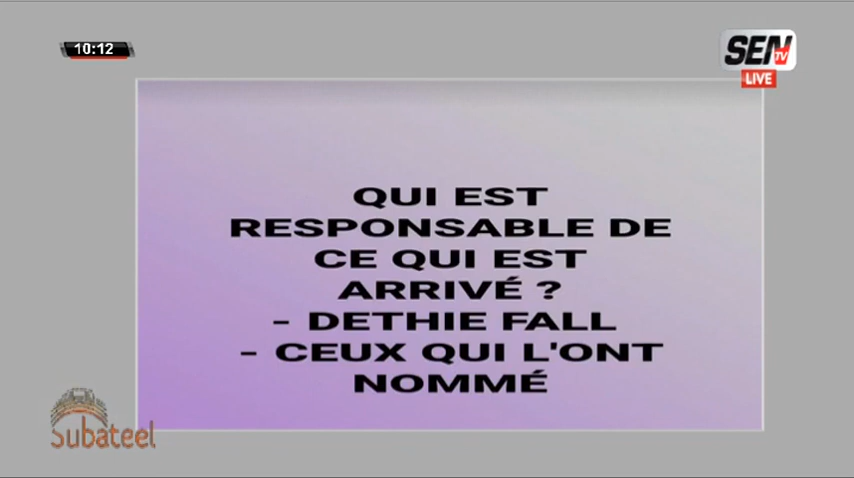 10:12
SEN
TV
LIVE
QUI EST
RESPONSABLE DE
CE QUI EST
ARRIVÉ ?
- DETHIE FALL
- CEUX QUI L'ONT
NOMMÉ
Subateel